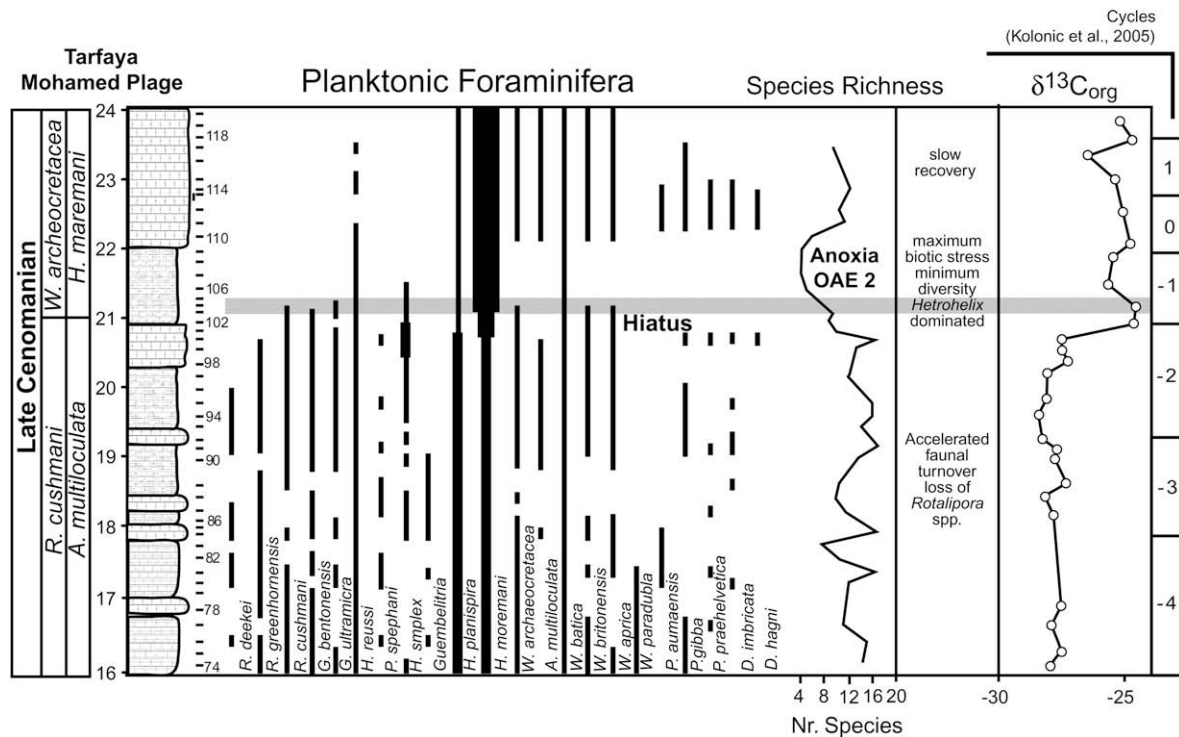 Cycles
(Kolonic et al., 2005)
Tarfaya
Mohamed Plage
Planktonic Foraminifera
Species Richness
δ13Corg
24
23
22
21
20
19
18
17
16
Late Cenomanian
W. archeocretacea
H. maremani
R. cushmani
A. multiloculata
118
114
110
106
102
98
94
90
86
82
78
74
R. deekei
R. greenhornensis
R. cushmani
G. bentonensis
G. ultramicra
H. reussi
P. spephani
H. smplex
Guembelitria
H. planispira
H. moremani
W. archaeocretacea
A. multiloculata
W. batica
W. britonensis
W. aprica
W. paradubla
P. aumaensis
P.gibba
P. praehelvetica
D. imbricata
D. hagni
Hiatus
Anoxia
OAE 2
slow
recovery
maximum
biotic stress
minimum
diversity
Hetrohelix
dominated
Accelerated
faunal
turnover
loss of
Rotalipora
spp.
1
0
-1
-2
-3
-4
4 8 12 16 20
Nr. Species
-30 -25